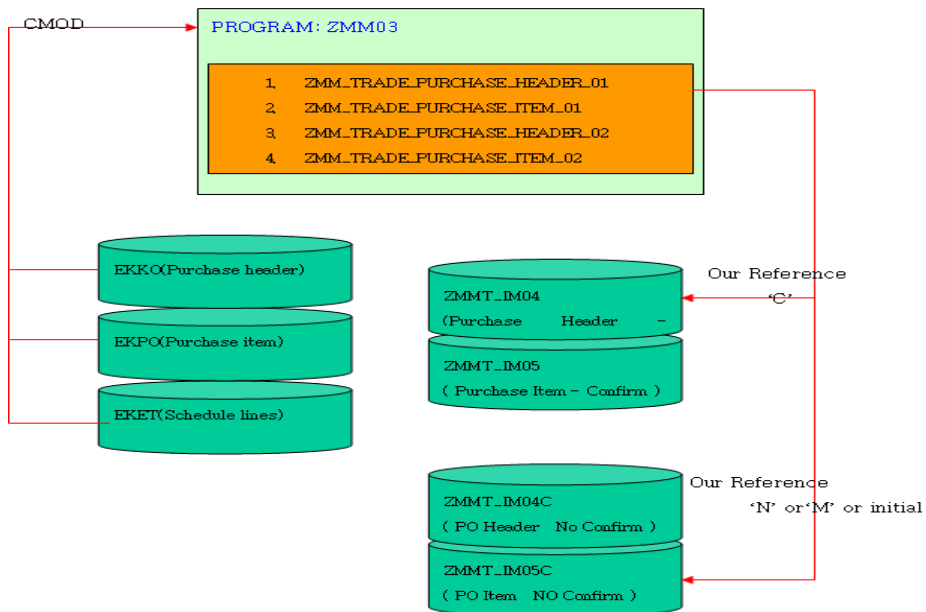 CMOD
PROGRAM: ZMM03
1, ZMM_TRADE_PURCHASE_HEADER_01
2, ZMM_TRADE_PURCHASE_ITEM_01
3, ZMM_TRADE_PURCHASE_HEADER_02
4, ZMM_TRADE_PURCHASE_ITEM_02
EKKO(Purchase header)
EKPO(Purchase item)
EKET(Schedule lines)
ZMMT_IM04
(Purchase Header -
ZMMT_IM05
( Purchase Item - Confirm )
Our Reference
‘C’
ZMMT_IM04C
( PO Header No Confirm )
ZMMT_IM05C
( PO Item NO Confirm )
Our Reference
‘N’ or‘M’ or initial